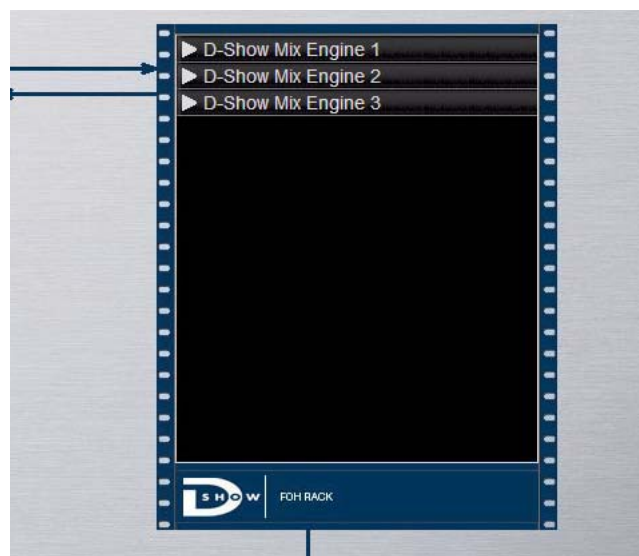 D-Show Mix Engine 1
D-Show Mix Engine 2
D-Show Mix Engine 3
D SHOW FOH RACK